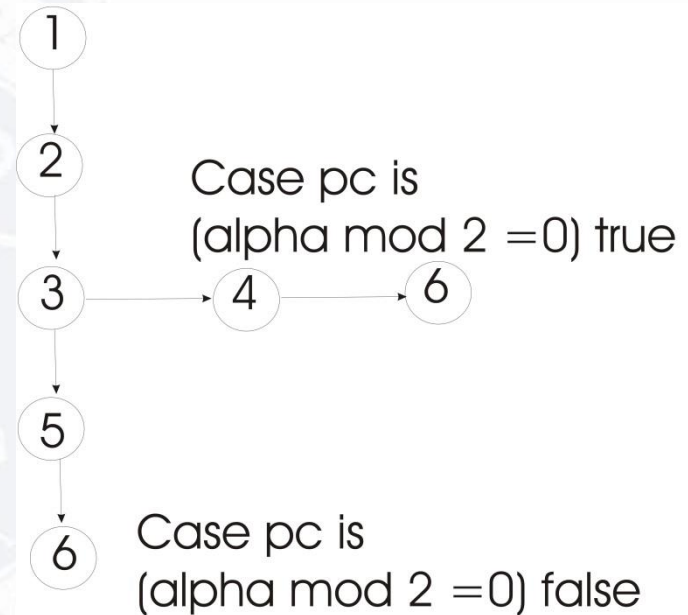 1
2
Case pc is
(alpha mod 2 =0) true
3
4
6
5
6
Case pc is
(alpha mod 2 =0) false